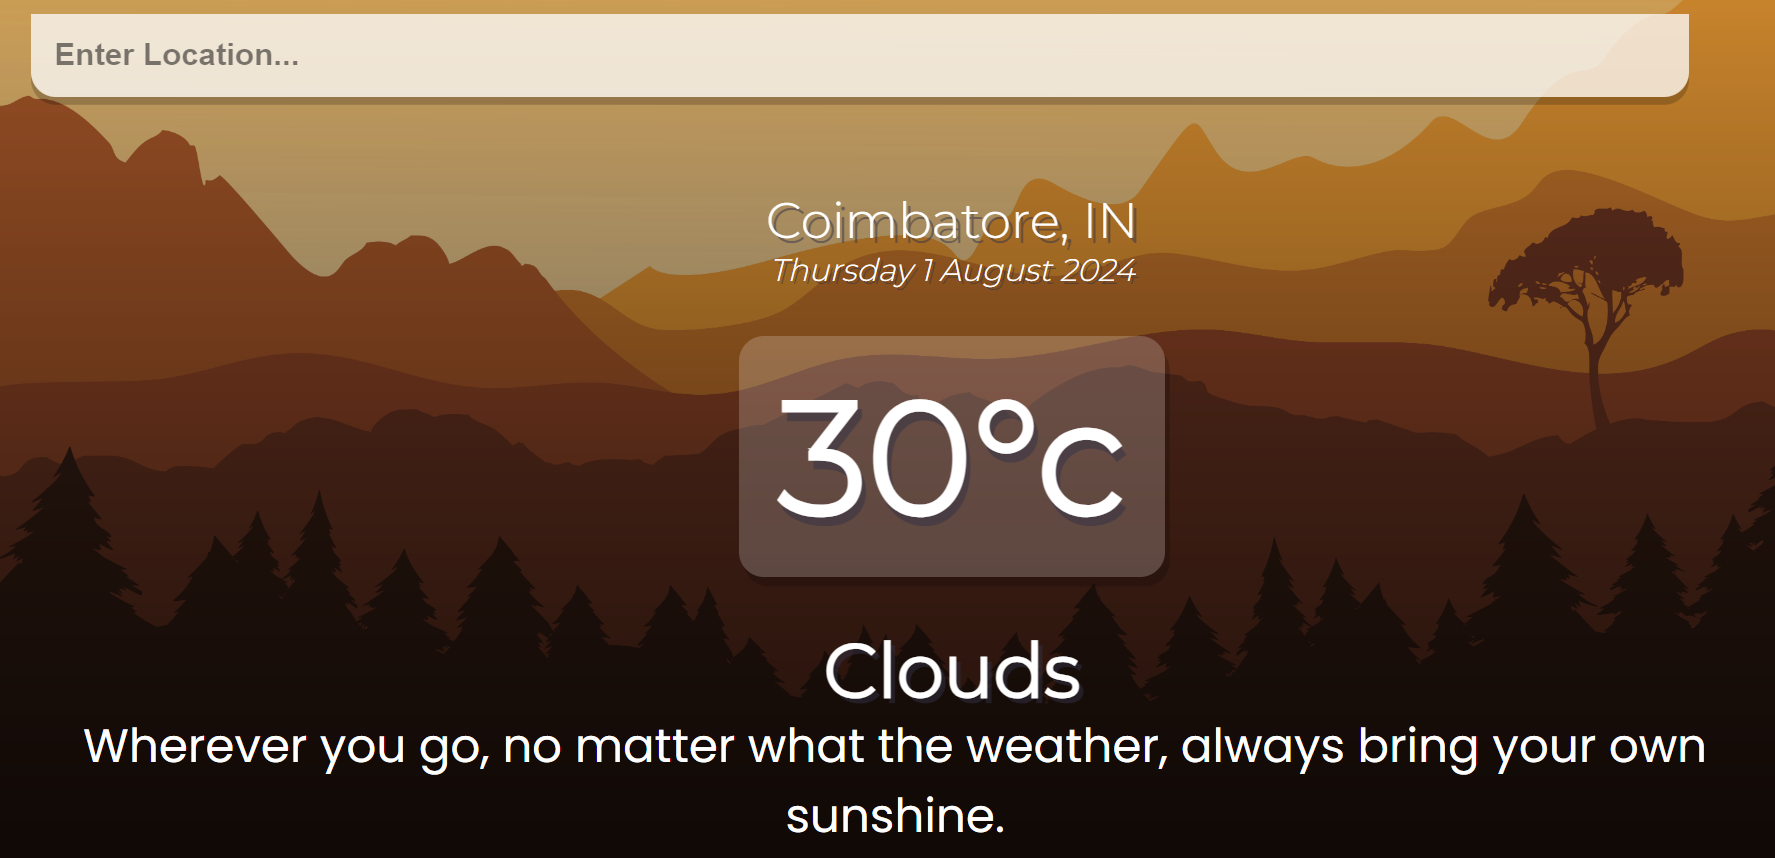 Enter Location...
Coimbatore, IN
Thursday 1 August 2024
30°c
Clouds
Wherever you go, no matter what the weather, always bring your own
sunshine.